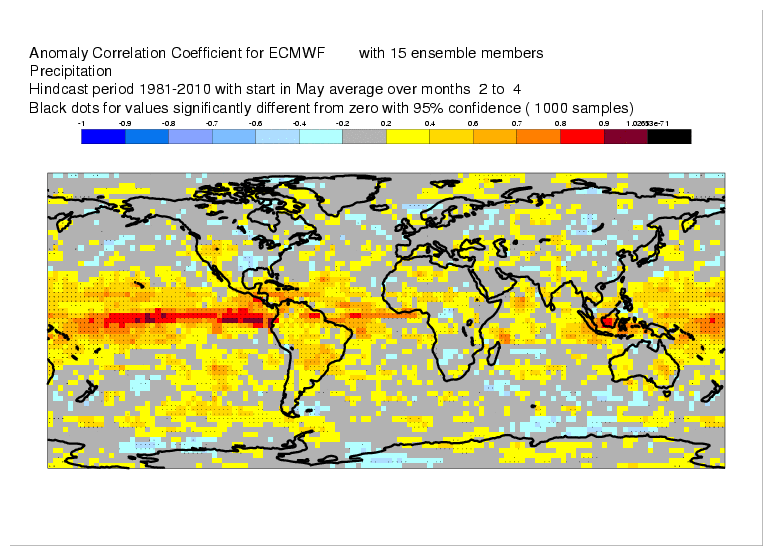 Anomaly Correlation Coefficient for ECMWF with 15 ensemble members
Precipitation
Hindcast period 1981-2010 with start in May average over months 2 to 4
Black dots for values significantly different from zero with 95% confidence ( 1000 samples)
-1 -0.9 -0.8 -0.7 -0.6 -0.4 -0.2 0.2 0.4 0.6 0.8 0.9